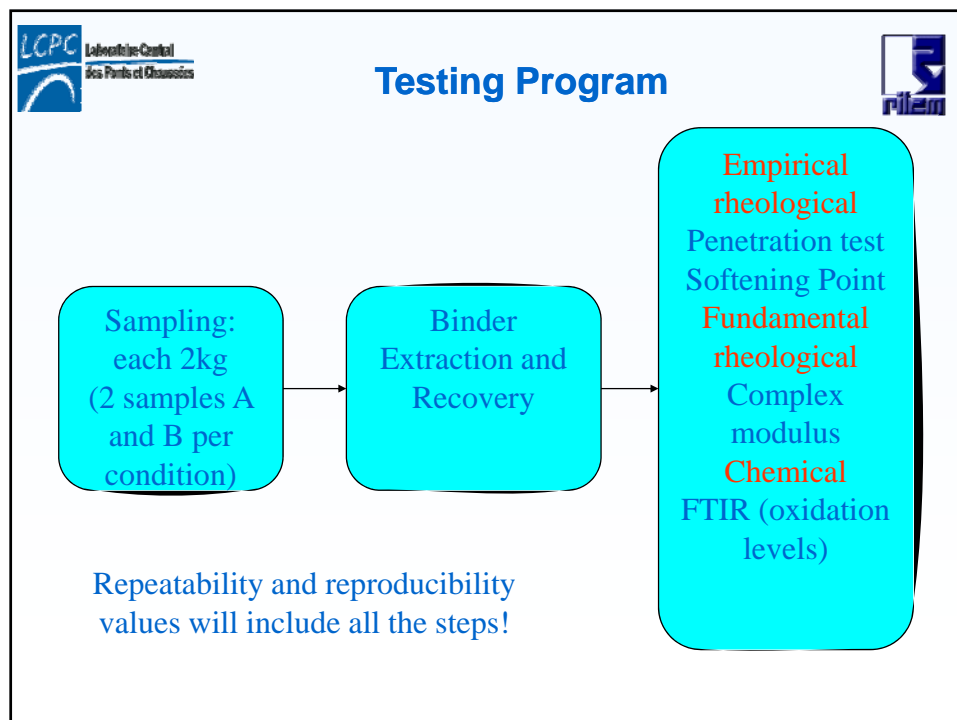 LCPC
Laboratoire Central
des Ponts et Chaussées
Testing Program
rilem
Sampling:
each 2kg
(2 samples A
and B per
condition)
Binder
Extraction and
Recovery
Empirical
rheological
Penetration test
Softening Point
Fundamental
rheological
Complex
modulus
Chemical
FTIR (oxidation
levels)
Repeatability and reproducibility
values will include all the steps!